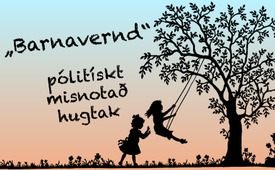 „Barnavernd“
pólitískt
misnotað
hugtak